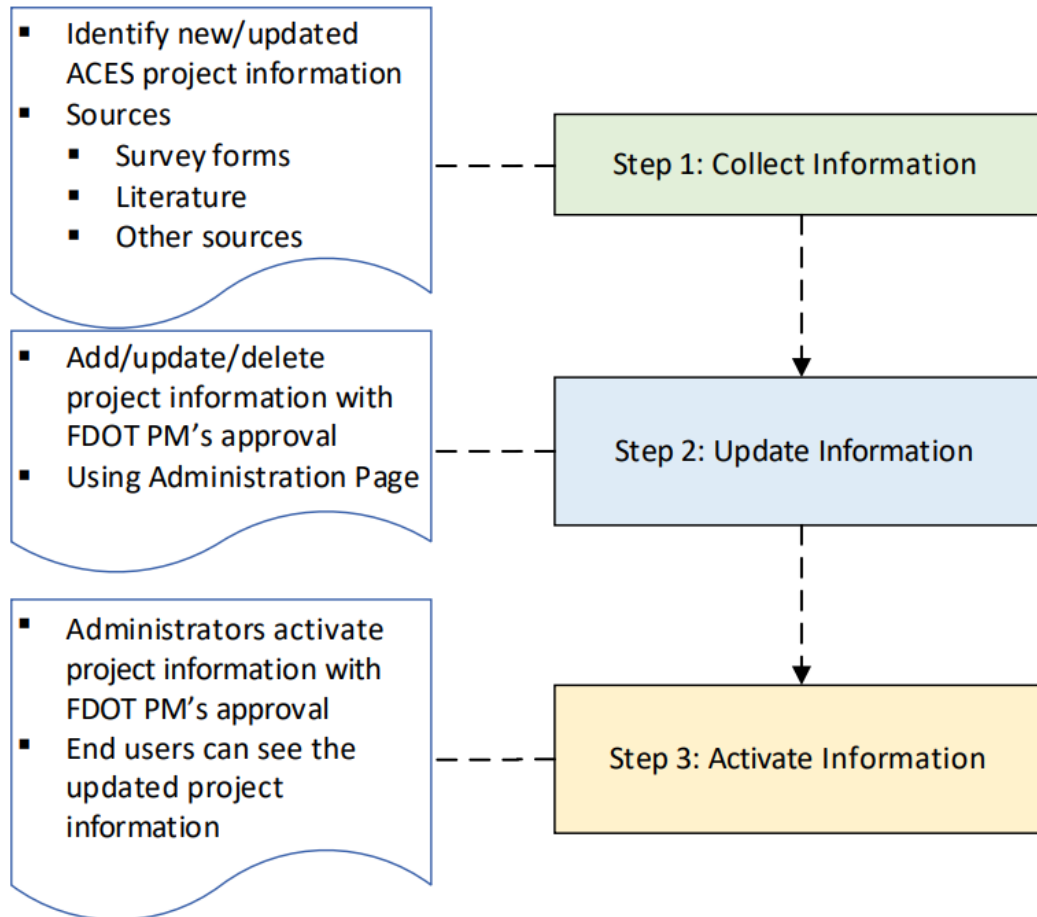 ▪ Identify new/updated
ACES project information
▪ Sources
▪ Survey forms
▪ Literature
▪ Other sources
Step 1: Collect Information
▪ Add/update/delete
project information with
FDOT PM’s approval
▪ Using Administration Page
Step 2: Update Information
▪ Administrators activate
project information with
FDOT PM’s approval
▪ End users can see the
updated project
information
Step 3: Activate Information